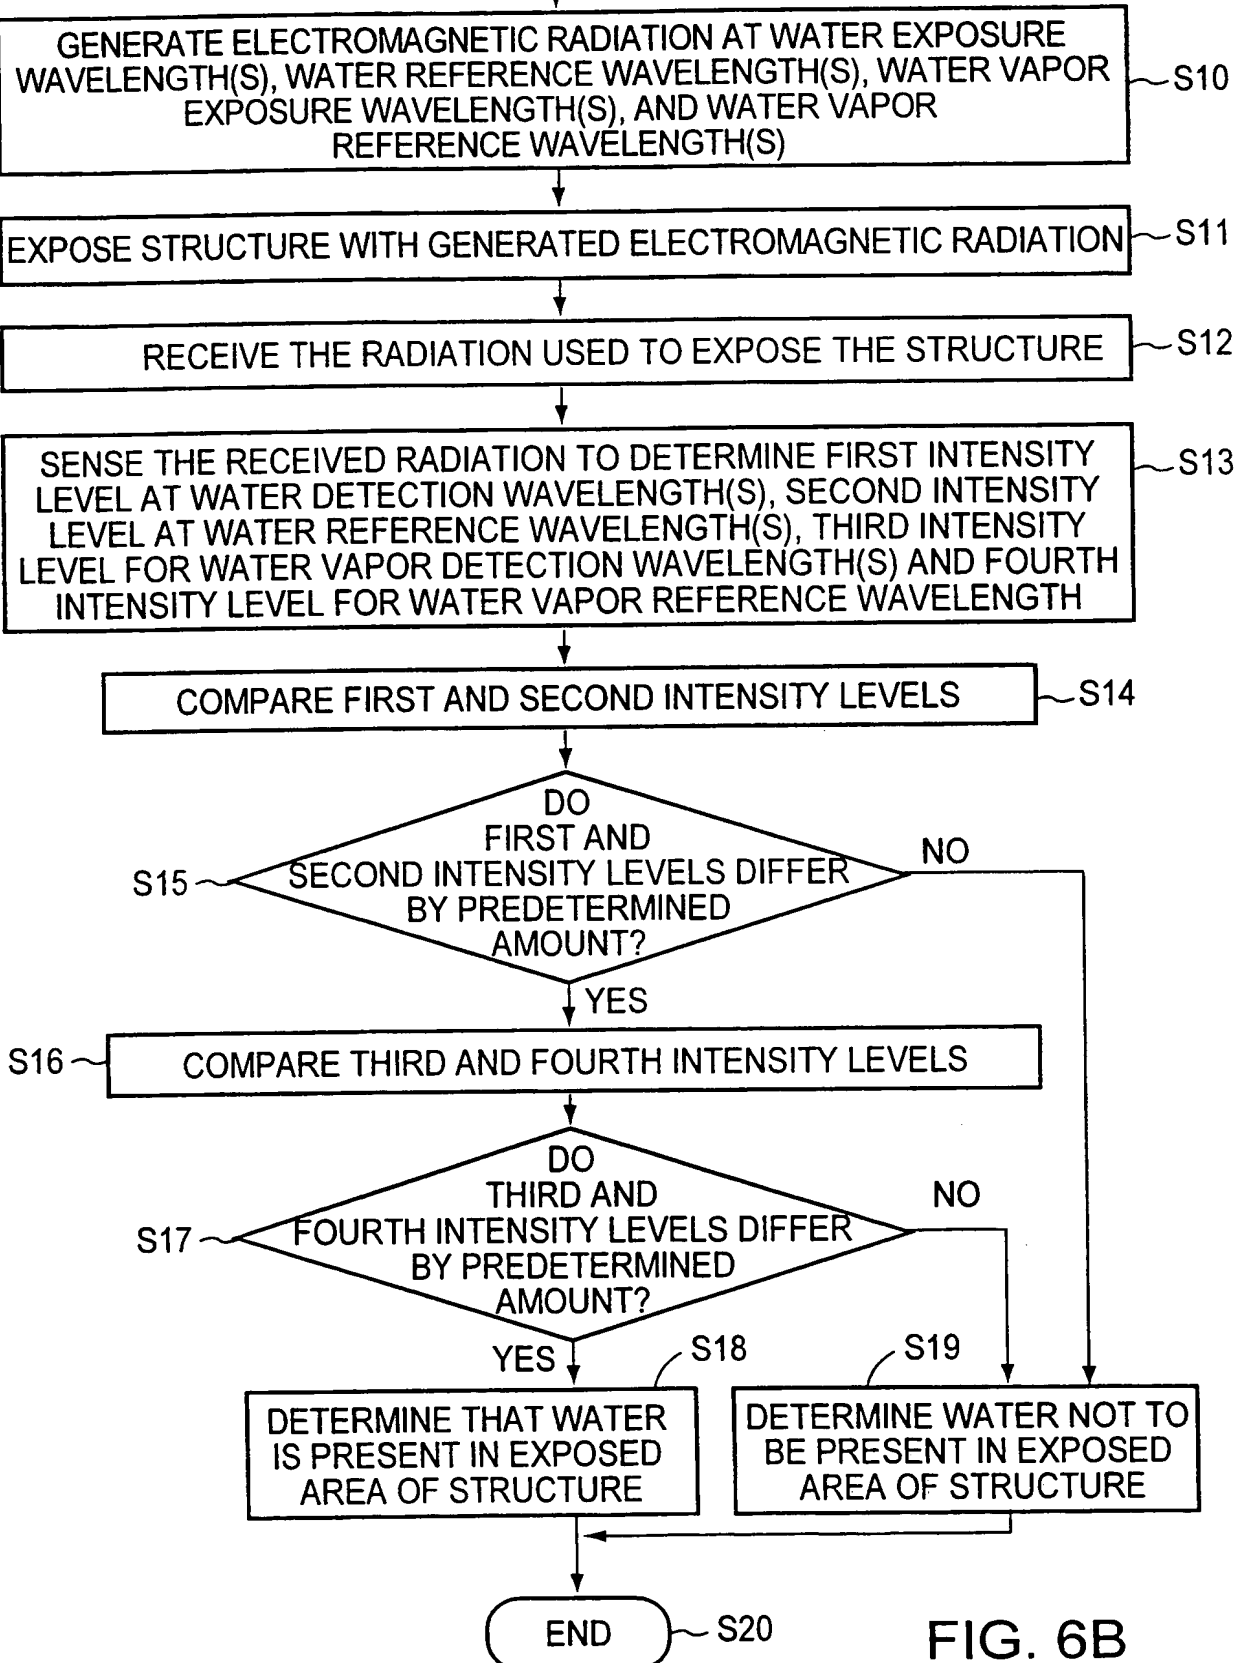 GENERATE ELECTROMAGNETIC RADIATION AT WATER EXPOSURE
WAVELENGTH(S), WATER REFERENCE WAVELENGTH(S), WATER VAPOR
EXPOSURE WAVELENGTH(S), AND WATER VAPOR
REFERENCE WAVELENGTH(S)
S10
EXPOSE STRUCTURE WITH GENERATED ELECTROMAGNETIC RADIATION
S11
RECEIVE THE RADIATION USED TO EXPOSE THE STRUCTURE
S12
SENSE THE RECEIVED RADIATION TO DETERMINE FIRST INTENSITY
LEVEL AT WATER DETECTION WAVELENGTH(S), SECOND INTENSITY
LEVEL AT WATER REFERENCE WAVELENGTH(S), THIRD INTENSITY
LEVEL FOR WATER VAPOR DETECTION WAVELENGTH(S) AND FOURTH
INTENSITY LEVEL FOR WATER VAPOR REFERENCE WAVELENGTH
S13
COMPARE FIRST AND SECOND INTENSITY LEVELS
S14
DO
FIRST AND
SECOND INTENSITY LEVELS DIFFER
BY PREDETERMINED
AMOUNT?
S15
NO
YES
S16
COMPARE THIRD AND FOURTH INTENSITY LEVELS
DO
THIRD AND
FOURTH INTENSITY LEVELS DIFFER
BY PREDETERMINED
AMOUNT?
S17
NO
YES
S18
DETERMINE THAT WATER
IS PRESENT IN EXPOSED
AREA OF STRUCTURE
S19
DETERMINE WATER NOT TO
BE PRESENT IN EXPOSED
AREA OF STRUCTURE
END
S20
FIG. 6B